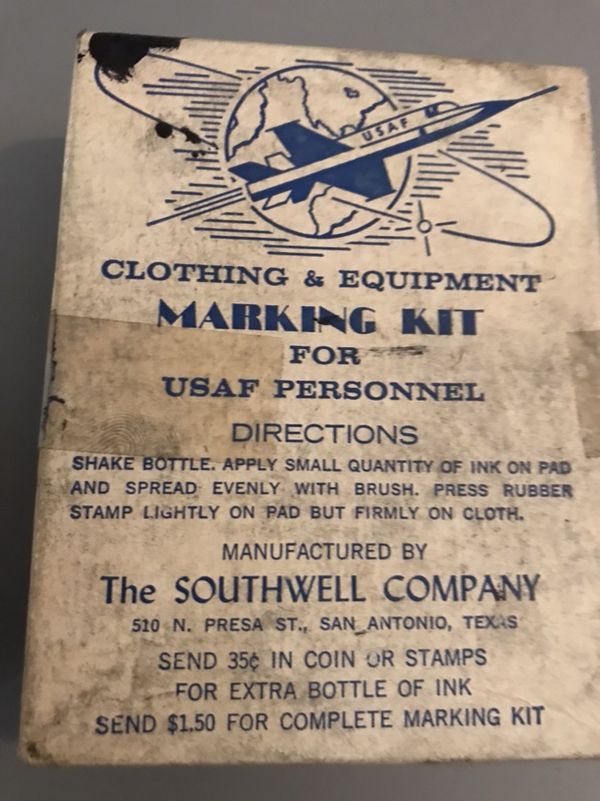 USAF
CLOTHING & EQUIPMENT
MARKING KIT
FOR
USAF PERSONNEL
DIRECTIONS
SHAKE BOTTLE. APPLY SMALL QUANTITY OF INK ON PAD
AND SPREAD EVENLY WITH BRUSH. PRESS RUBBER
STAMP LIGHTLY ON PAD BUT FIRMLY ON CLOTH.
MANUFACTURED BY
The SOUTHWELL COMPANY
510 N. PRESA ST., SAN ANTONIO, TEXAS
SEND 35¢ IN COIN OR STAMPS
FOR EXTRA BOTTLE OF INK
SEND $1.50 FOR COMPLETE MARKING KIT